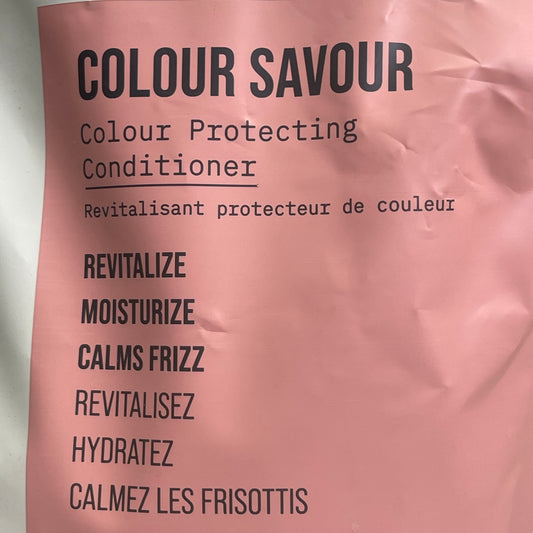 COLOUR SAVOUR
Colour Protecting
Conditioner
Revitalisant protecteur de couleur
REVITALIZE
MOISTURIZE
CALMS FRIZZ
REVITALISEZ
HYDRATEZ
CALMEZ LES FRISOTTIS